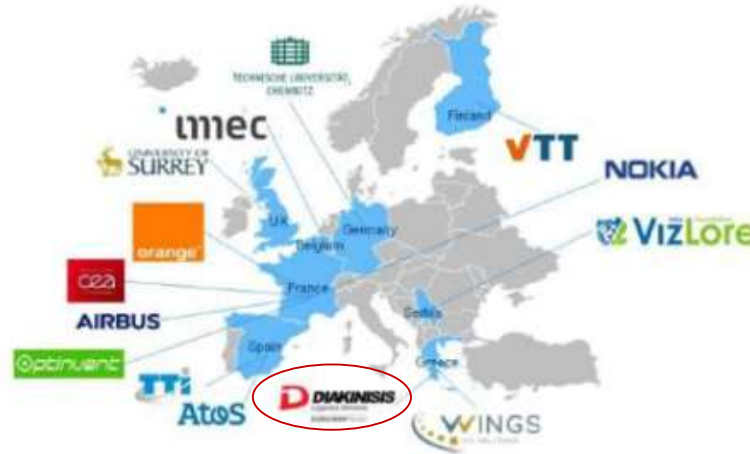 TECHNISCHE UNIVERSITÄT
CHEMNITZ
imec
UNIVERSITY OF
SURREY
orange
cea
AIRBUS
Optinvent
TTi
Atos
DIAKINISIS
WINGS
VTT
NOKIA
VizLore
Finland
UK
Belgium
Germany
France
Spain
Serbia
Greece